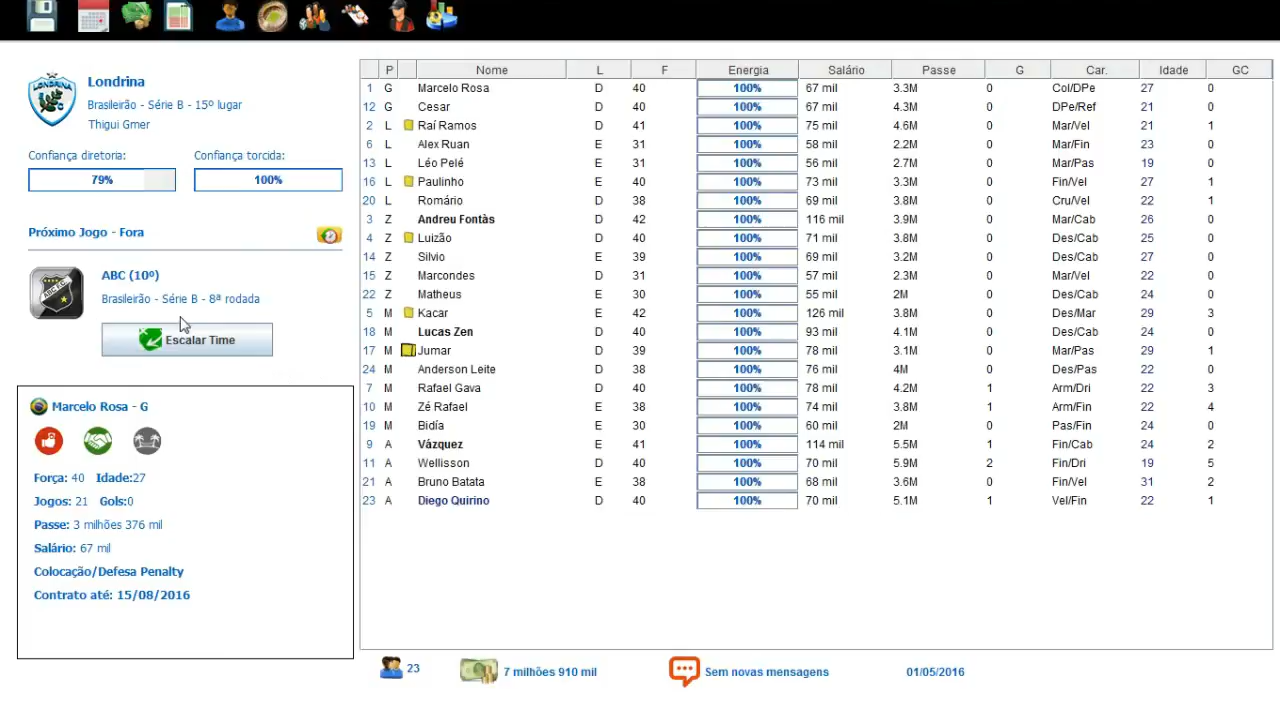 Londrina
Brasileirão - Série B - 15º lugar
Thigui Gmer
Confiança diretoria: Confiança torcida:
79% 100%
Próximo Jogo - Fora
ABC (10º)
Brasileirão - Série B - 8ª rodada
Escalar Time
Marcelo Rosa - G
Força: 40 Idade:27
Jogos: 21 Gols:0
Passe: 3 milhões 376 mil
Salário: 67 mil
Colocação/Defesa Penalty
Contrato até: 15/08/2016
P Nome L F Energia Salário Passe G Car. Idade GC
1 G Marcelo Rosa D 40 100% 67 mil 3.3M 0 Col/DPe 27 0
12 G Cesar D 40 100% 67 mil 4.3M 0 DPe/Ref 21 0
2 L Raí Ramos D 41 100% 75 mil 4.6M 0 Mar/Vel 21 1
6 L Alex Ruan E 31 100% 58 mil 2.2M 0 Mar/Fin 23 0
13 L Léo Pelé E 31 100% 56 mil 2.7M 0 Mar/Pas 19 0
16 L Paulinho E 40 100% 73 mil 3.3M 0 Fin/Vel 27 1
20 L Romário D 38 100% 69 mil 3.8M 0 Cru/Vel 22 1
3 Z Andreu Fontàs D 42 100% 116 mil 3.9M 0 Mar/Cab 26 0
4 Z Luizão D 40 100% 71 mil 3.8M 0 Des/Cab 25 0
14 Z Silvio E 39 100% 69 mil 3.2M 0 Des/Cab 27 0
15 Z Marcondes D 31 100% 57 mil 2.3M 0 Mar/Vel 22 0
22 Z Matheus E 30 100% 55 mil 2M 0 Des/Cab 24 0
5 M Kacar E 42 100% 126 mil 3.8M 0 Des/Mar 29 3
18 M Lucas Zen D 40 100% 93 mil 4.1M 0 Des/Cab 24 0
17 M Jumar D 39 100% 78 mil 3.1M 0 Mar/Pas 29 1
24 M Anderson Leite D 38 100% 76 mil 4M 0 Des/Pas 22 0
7 M Rafael Gava D 40 100% 78 mil 4.2M 1 Arm/Dri 22 3
10 M Zé Rafael E 38 100% 74 mil 3.8M 1 Arm/Fin 22 4
19 M Bidía E 30 100% 60 mil 2M 0 Pas/Fin 24 0
9 A Vázquez E 41 100% 114 mil 5.5M 1 Fin/Cab 24 2
11 A Wellisson D 40 100% 70 mil 5.9M 2 Fin/Dri 19 5
21 A Bruno Batata E 38 100% 68 mil 3.6M 0 Fin/Vel 31 2
23 A Diego Quirino D 40 100% 70 mil 5.1M 1 Vel/Fin 22 1
23 7 milhões 910 mil Sem novas mensagens 01/05/2016